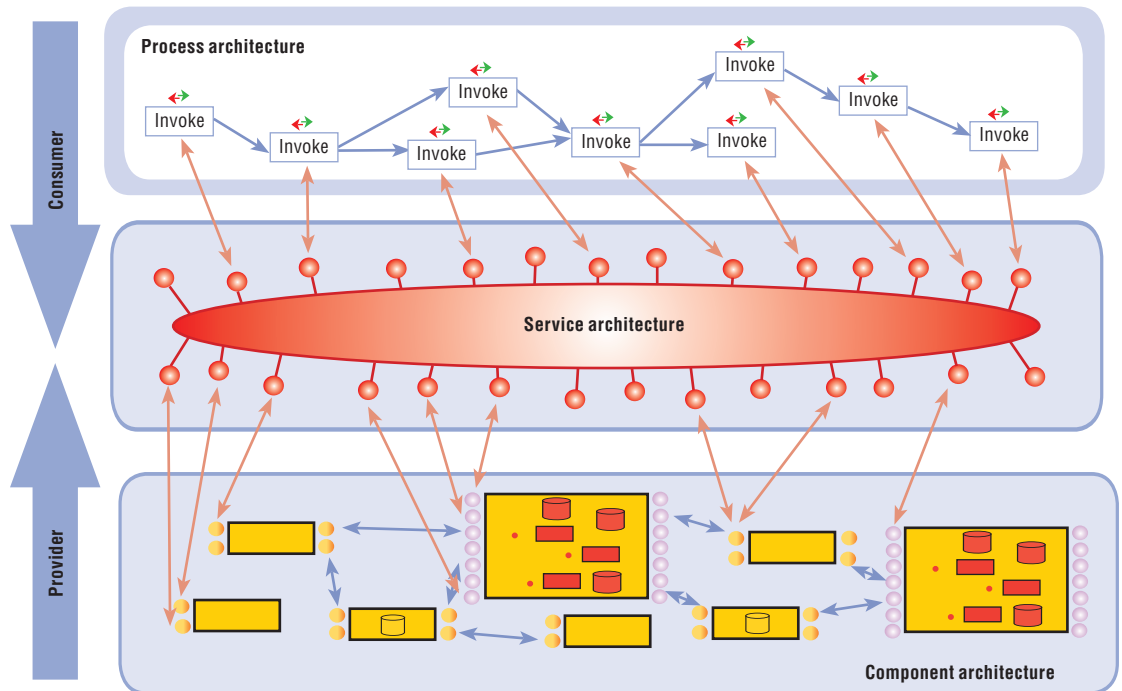 Process architecture
Invoke
Invoke
Invoke
Invoke
Invoke
Invoke
Invoke
Invoke
Invoke
Consumer
Service architecture
Provider
Component architecture